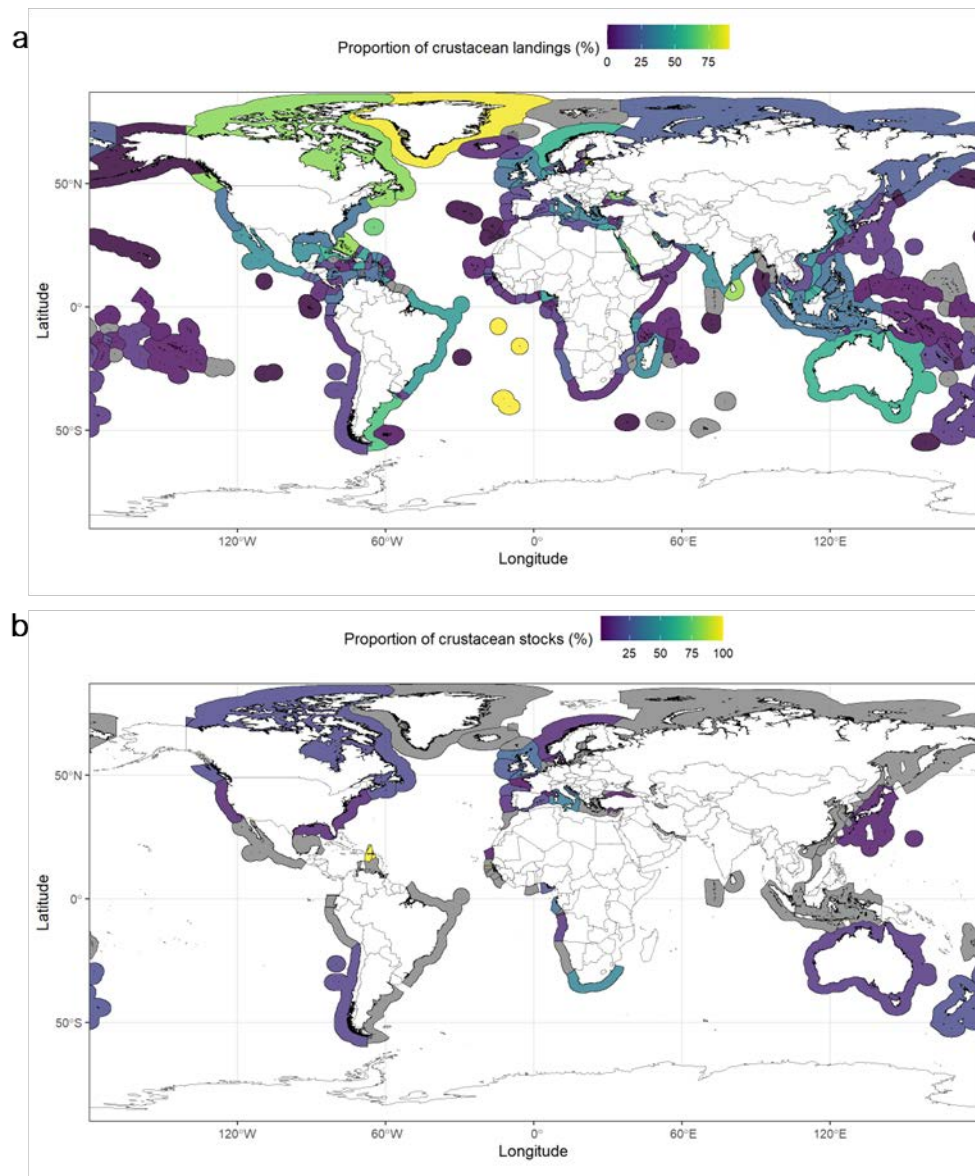 a
Proportion of crustacean landings (%)
0 25 50 75
50°N
0°
50°S
Latitude
120°W 60°W 0° 60°E 120°E
Longitude
b
Proportion of crustacean stocks (%)
25 50 75 100
50°N
0°
50°S
Latitude
120°W 60°W 0° 60°E 120°E
Longitude